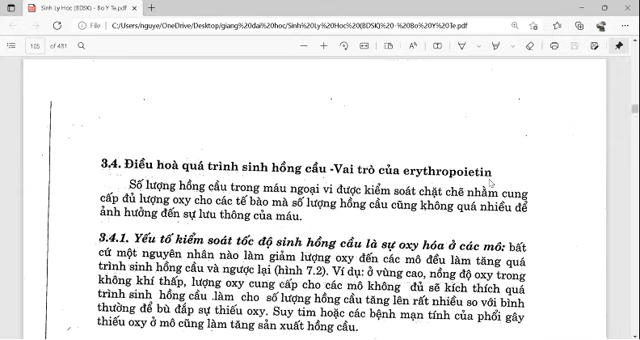 Sinh Ly Hoc (BDSK) - Bo Y Te.pdf
File | C:/Users/nguye/OneDrive/Desktop/giang%20dai%20hoc/Sinh%20Ly%20Hoc%20(BDSK)%20-%20Bo%20Y%20Te.pdf
105 of 481
3.4. Điều hoà quá trình sinh hồng cầu -Vai trò của erythropoietin
Số lượng hồng cầu trong máu ngoại vi được kiểm soát chặt chẽ nhằm cung
cấp đủ lượng oxy cho các tế bào mà số lượng hồng cầu cũng không quá nhiều để
ảnh hưởng đến sự lưu thông của máu.
3.4.1. Yếu tố kiểm soát tốc độ sinh hồng cầu là sự oxy hóa ở các mô: bất
cứ một nguyên nhân nào làm giảm lượng oxy đến các mô đều làm tăng quá
trình sinh hồng cầu và ngược lại (hình 7.2). Ví dụ: ở vùng cao, nồng độ oxy trong
không khí thấp, lượng oxy cung cấp cho các mô không đủ sẽ kích thích quá
trình sinh hồng cầu .làm cho số lượng hồng cầu tăng lên rất nhiều so với bình
thường để bù đắp sự thiếu oxy. Suy tim hoặc các bệnh mạn tính của phổi gây
thiếu oxy ở mô cũng làm tăng sản xuất hồng cầu.